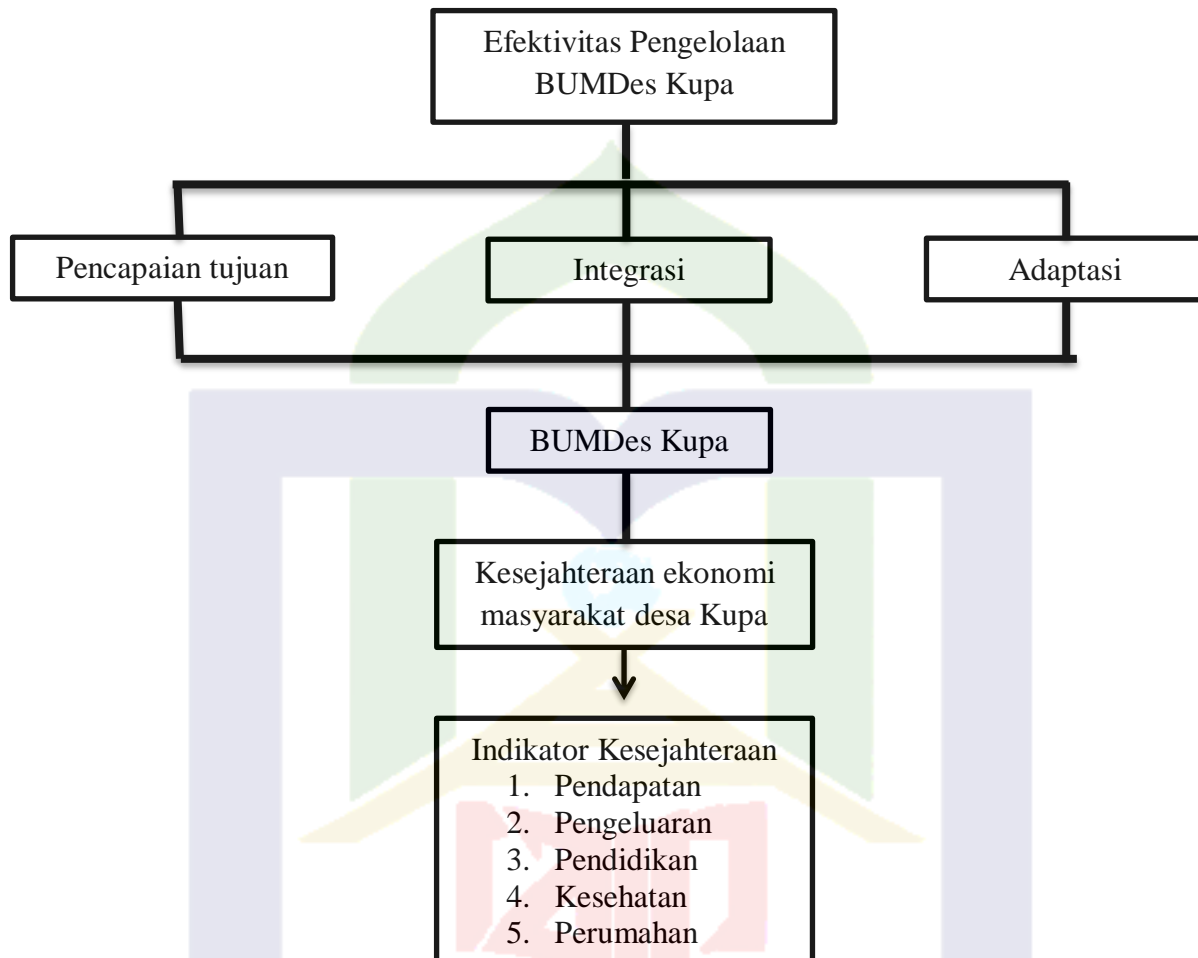 Efektivitas Pengelolaan
BUMDes Kupa
Pencapaian tujuan
Integrasi
Adaptasi
BUMDes Kupa
Kesejahteraan ekonomi
masyarakat desa Kupa
Indikator Kesejahteraan
1. Pendapatan
2. Pengeluaran
3. Pendidikan
4. Kesehatan
5. Perumahan